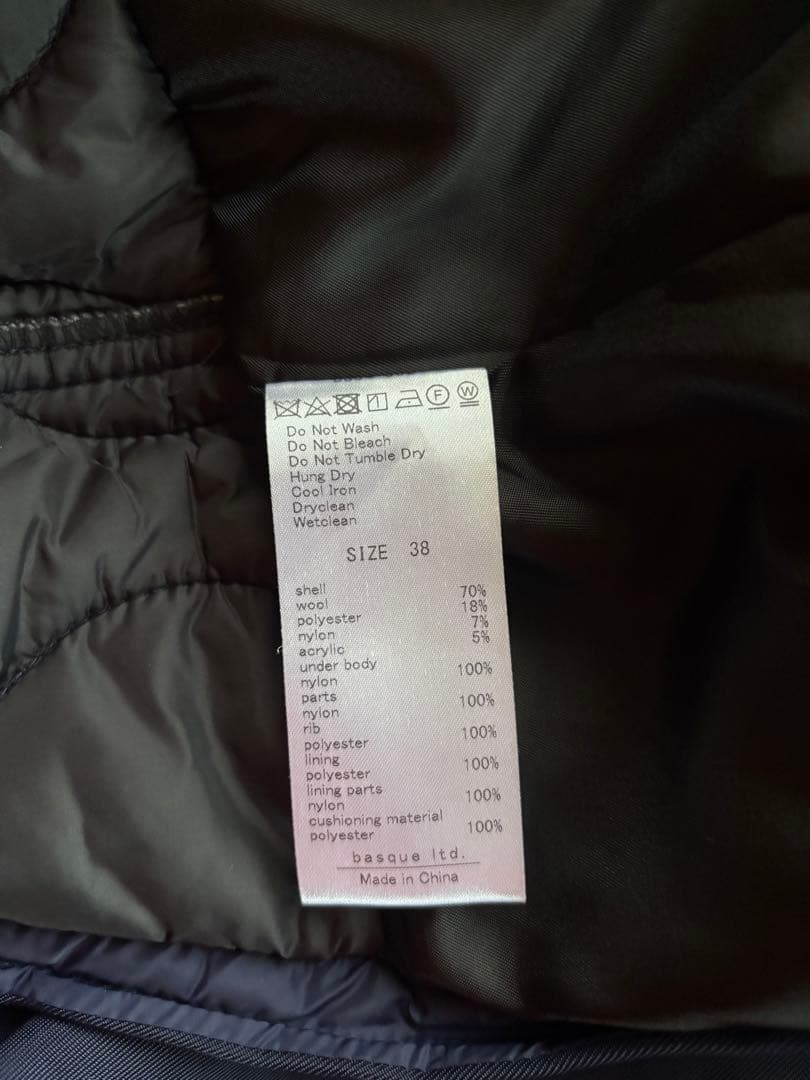 F W
Do Not Wash
Do Not Bleach
Do Not Tumble Dry
Hung Dry
Cool Iron
Dryclean
Wetclean
SIZE 38
shell
wool 70%
polyester 18%
nylon 7%
acrylic 5%
under body
nylon 100%
parts
nylon 100%
rib
polyester 100%
lining
polyester 100%
lining parts
nylon 100%
cushioning material
polyester 100%
basque ltd.
Made in China